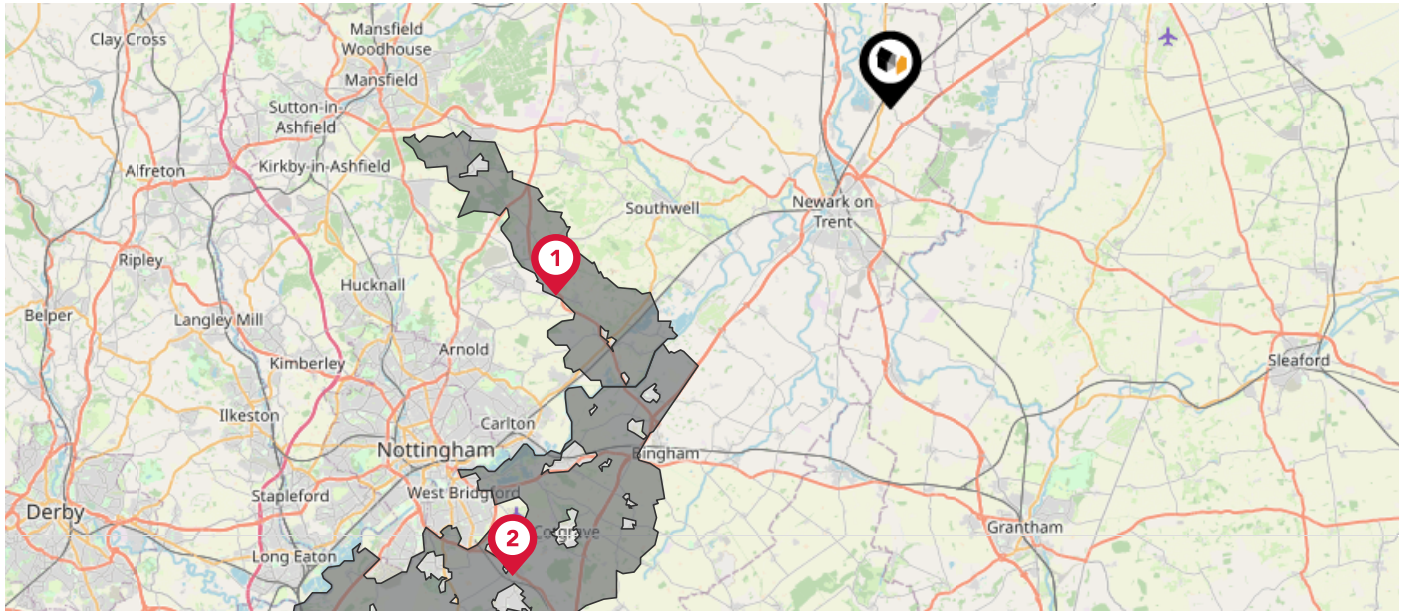 Clay Cross
Mansfield
Woodhouse
Mansfield
Sutton-in-
Ashfield
Alfreton
Kirkby-in-Ashfield
Southwell
Newark on
Trent
1
Ripley
Hucknall
Belper
Langley Mill
Arnold
Kimberley
Sleaford
Ilkeston
Carlton
Nottingham
Bingham
Stapleford
West Bridgford
Derby
2
Cotgrave
Grantham
Long Eaton